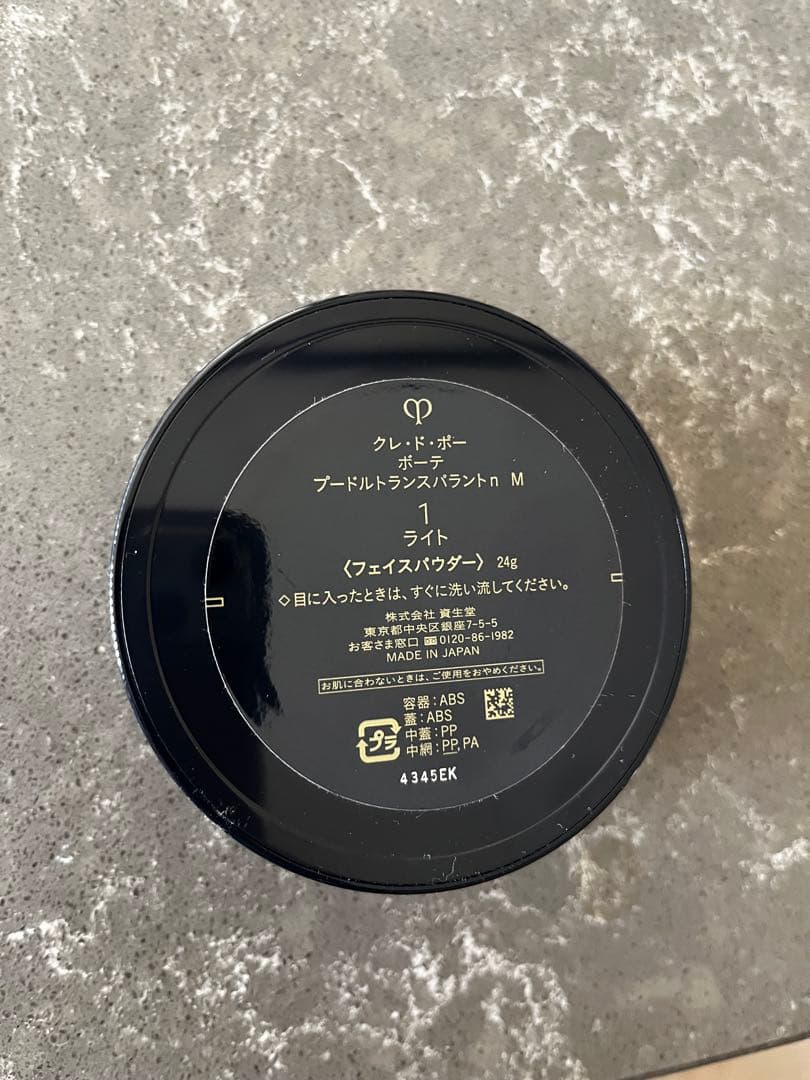 クレ・ド・ポー
ボーテ
プードルトランスパラントn M
1
ライト
〈フェイスパウダー〉 24g
◇目に入ったときは、すぐに洗い流してください。
株式会社 資生堂
東京都中央区銀座7-5-5
お客さま窓口 0120-86-1982
MADE IN JAPAN
お肌に合わないときは、ご使用をおやめください。
容器:ABS
蓋:ABS
中蓋:PP
中網:PP,PA
プラ
4345EK